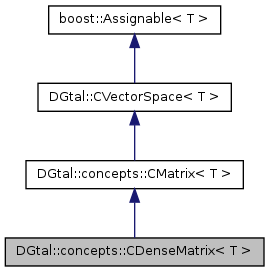 boost::Assignable< T >
DGtal::CVectorSpace< T >
DGtal::concepts::CMatrix< T >
DGtal::concepts::CDenseMatrix< T >